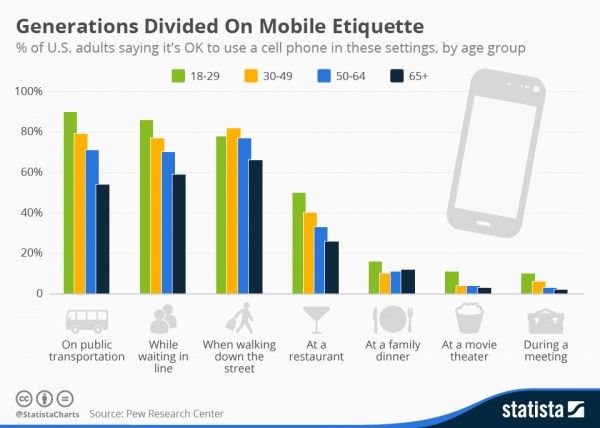 Generations Divided On Mobile Etiquette
% of U.S. adults saying it's OK to use a cell phone in these settings, by age group
18-29 30-49 50-64 65+
100%
80%
60%
40%
20%
0
On public transportation
While waiting in line
When walking down the street
At a restaurant
At a family dinner
At a movie theater
During a meeting
cc
@StatistaCharts Source: Pew Research Center
statista